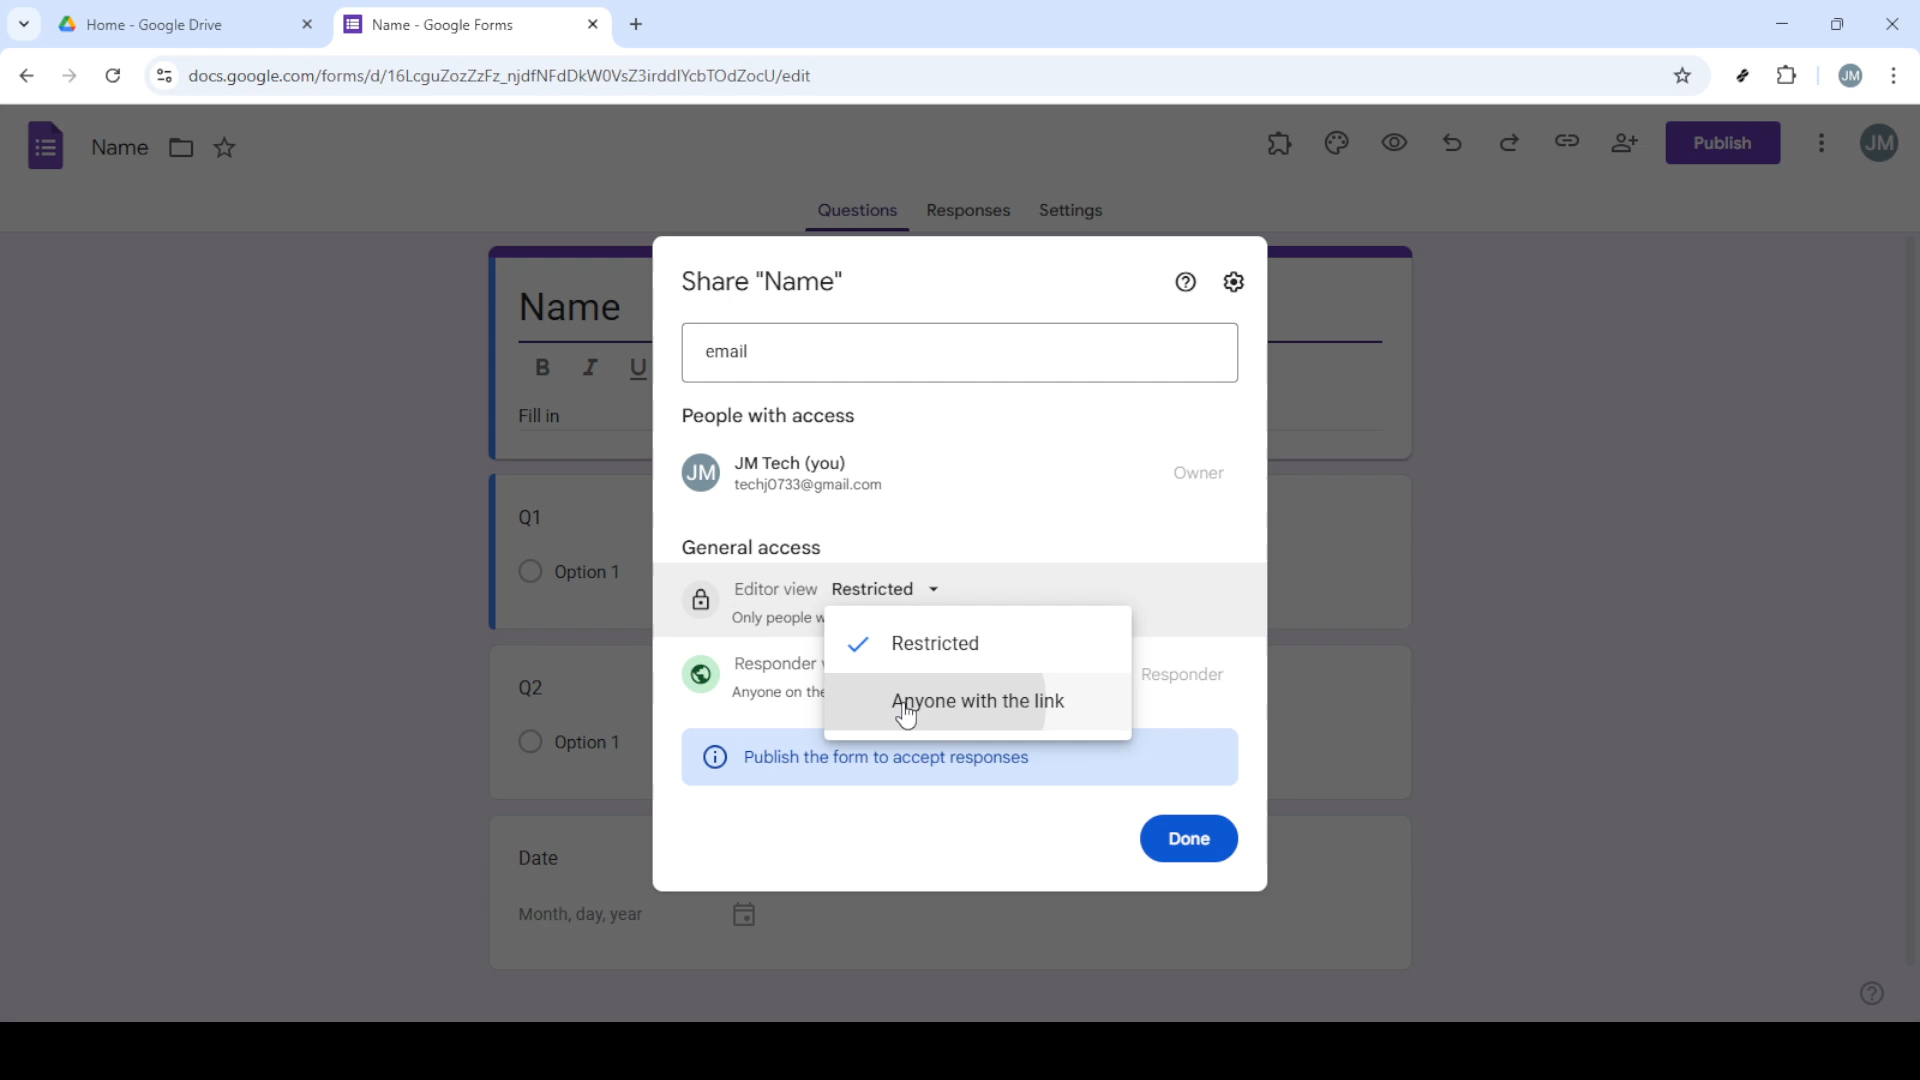 Home - Google Drive
Name - Google Forms
docs.google.com/forms/d/16LcguZozZzFz_njdfNFdDkW0VsZ3irddlYcbTOdZocU/edit
JM
Name
Publish
JM
Questions
Responses
Settings
Share "Name"
Name
email
B I U
Fill in
People with access
JM
JM Tech (you)
techj0733@gmail.com
Owner
Q1
Option 1
General access
Editor view Restricted
Only people w
Restricted
Responder
Anyone on the
Anyone with the link
Responder
Q2
Option 1
Publish the form to accept responses
Done
Date
Month, day, year